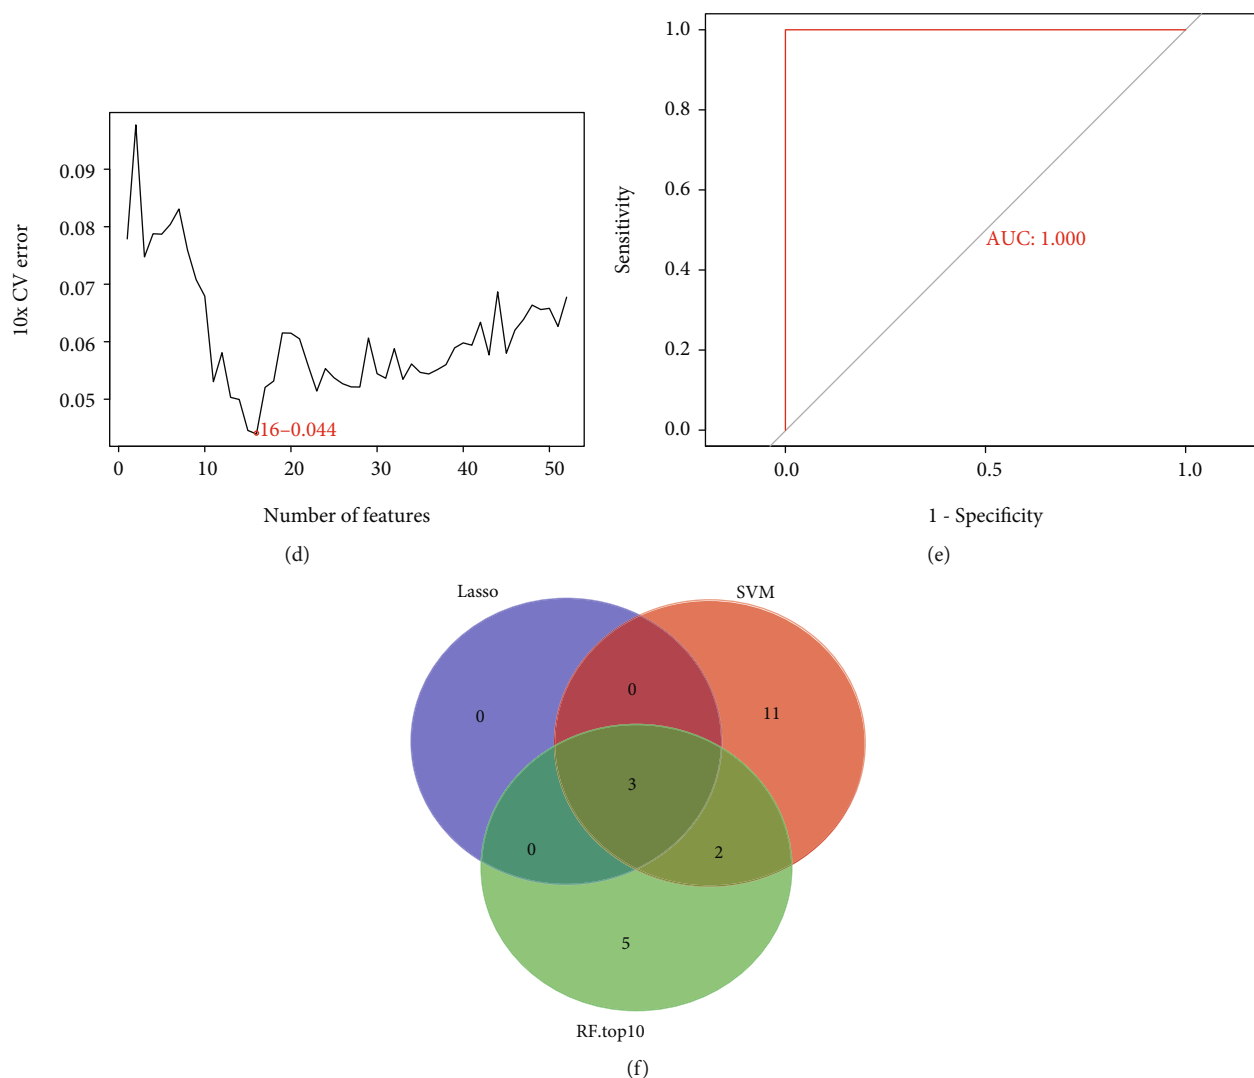 10x CV error
0.09
0.08
0.07
0.06
0.05
16–0.044
0 10 20 30 40 50
Number of features
(d)
Sensitivity
1.0
0.8
0.6
0.4
0.2
0.0
AUC: 1.000
0.0 0.5 1.0
1 - Specificity
(e)
Lasso SVM
0
0 11
3
0 2
5
RF.top10
(f)